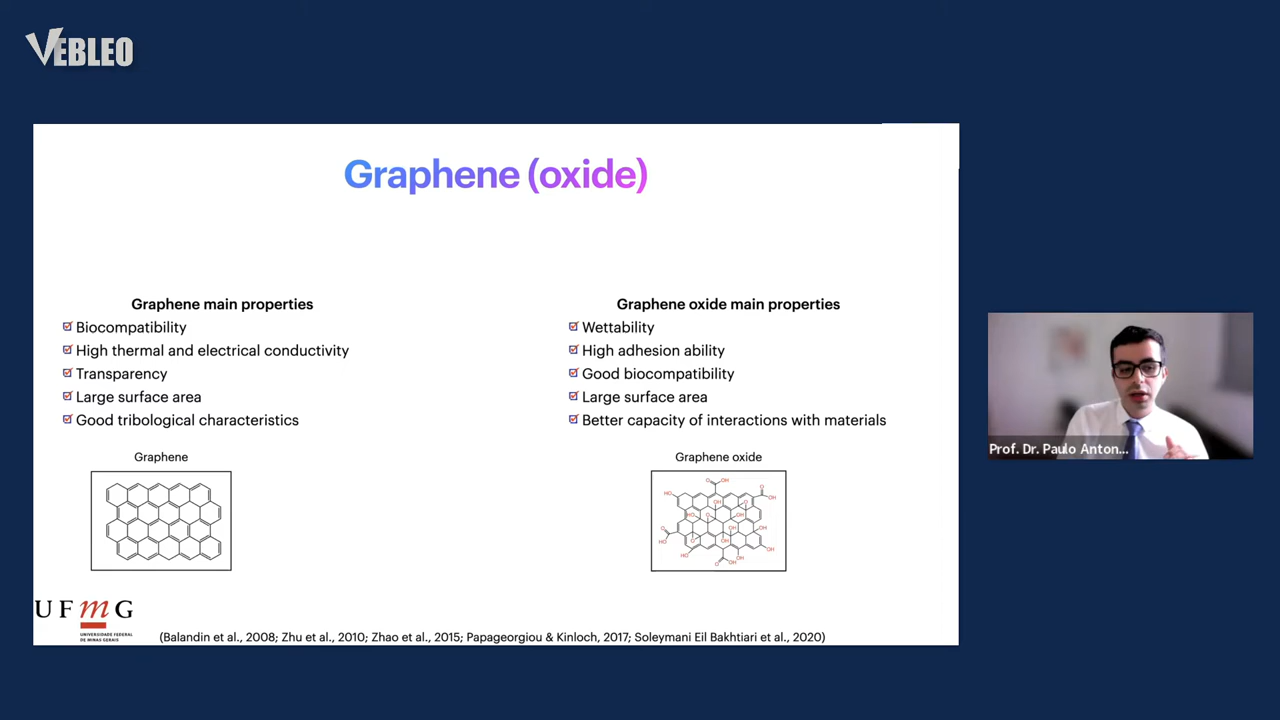 VEBLEO
Graphene (oxide)
Graphene main properties
Biocompatibility
High thermal and electrical conductivity
Transparency
Large surface area
Good tribological characteristics
Graphene
Graphene oxide main properties
Wettability
High adhesion ability
Good biocompatibility
Large surface area
Better capacity of interactions with materials
Graphene oxide
Prof. Dr. Paulo Anton...
UFmG
UNIVERSIDADE FEDERAL
DE MINAS GERAIS
(Balandin et al., 2008; Zhu et al., 2010; Zhao et al., 2015; Papageorgiou & Kinloch, 2017; Soleymani Eil Bakhtiari et al., 2020)